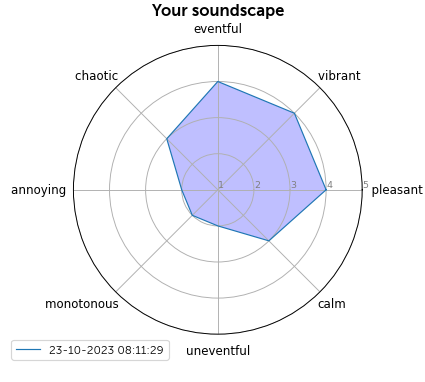 Your soundscape
eventful
chaotic
vibrant
annoying
1 2 3 4 5
pleasant
monotonous
calm
uneventful
23-10-2023 08:11:29